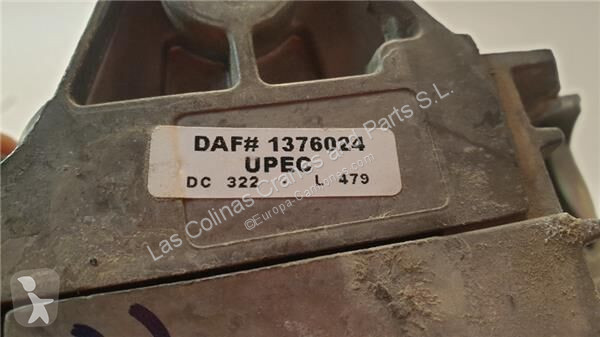 DAF# 1376024
UPEC
DC 322 L 479
Las Colinas Cranes and Parts S.L.
©Europa-Camiones.com